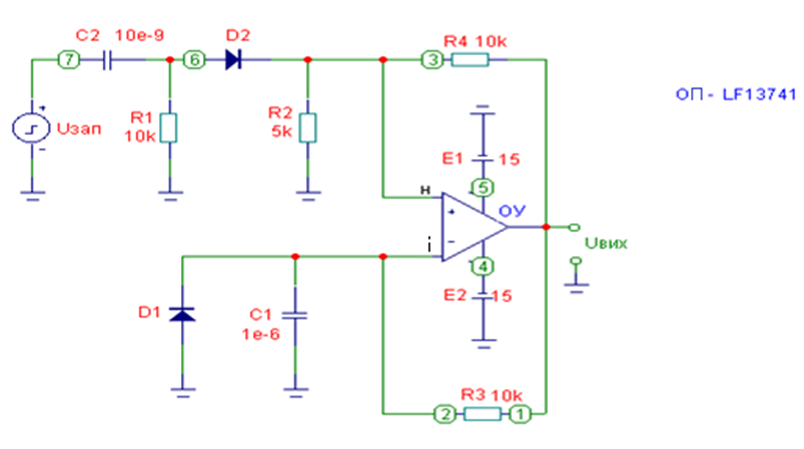 C2 10e-9
D2
R4 10k
7
6
3
ОП - LF13741
Uзап
R1
10k
R2
5k
E1 15
5
н
ОУ
i
Uвих
4
E2 15
D1
C1
1e-6
R3 10k
2
1